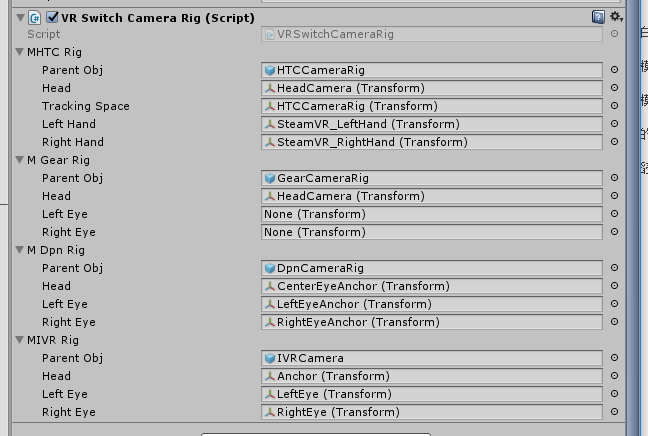 VR Switch Camera Rig (Script)
Script VRSwitchCameraRig
MHTC Rig
Parent Obj HTCCameraRig
Head HeadCamera (Transform)
Tracking Space HTCCameraRig (Transform)
Left Hand SteamVR_LeftHand (Transform)
Right Hand SteamVR_RightHand (Transform)
M Gear Rig
Parent Obj GearCameraRig
Head HeadCamera (Transform)
Left Eye None (Transform)
Right Eye None (Transform)
M Dpn Rig
Parent Obj DpnCameraRig
Head CenterEyeAnchor (Transform)
Left Eye LeftEyeAnchor (Transform)
Right Eye RightEyeAnchor (Transform)
MIVR Rig
Parent Obj IVRCamera
Head Anchor (Transform)
Left Eye LeftEye (Transform)
Right Eye RightEye (Transform)